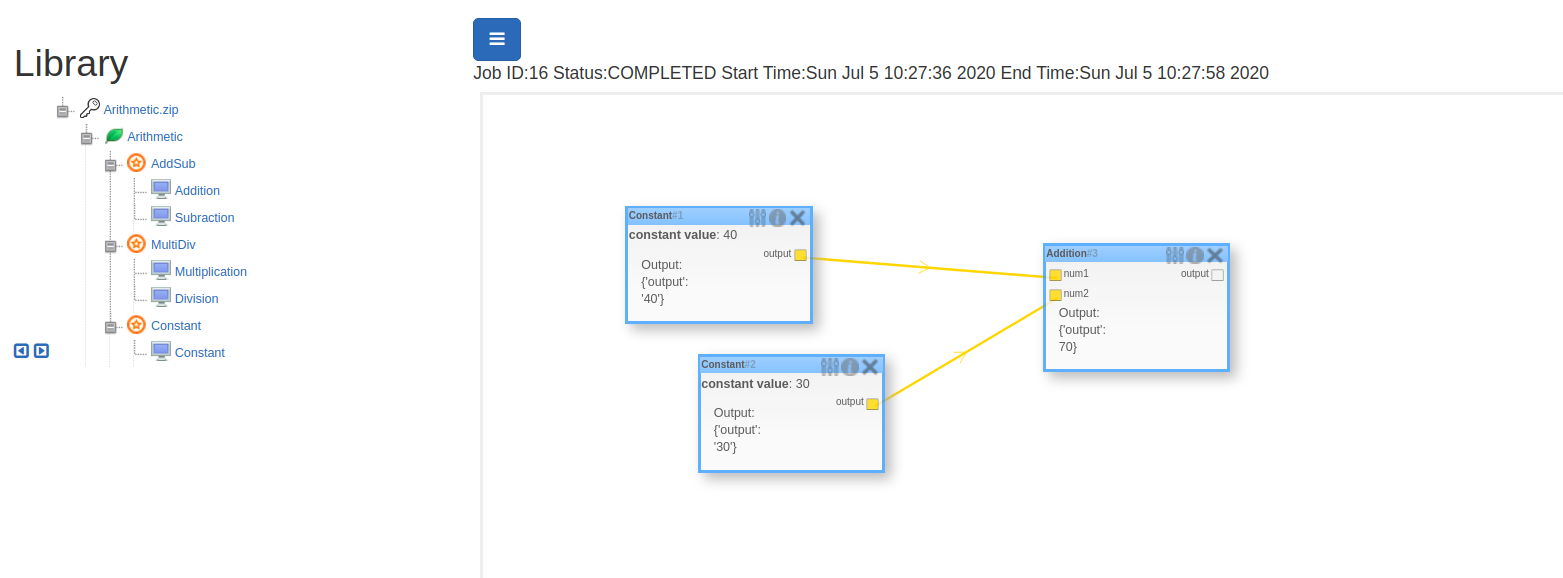 Library
Arithmetic.zip
Arithmetic
AddSub
Addition
Subraction
MultiDiv
Multiplication
Division
Constant
Constant
Job ID:16 Status:COMPLETED Start Time:Sun Jul 5 10:27:36 2020 End Time:Sun Jul 5 10:27:58 2020
Constant#1
constant value: 40
output
Output:
{'output':
'40'}
Constant#2
constant value: 30
output
Output:
{'output':
'30'}
Addition#3
num1 output
num2
Output:
{'output':
70}